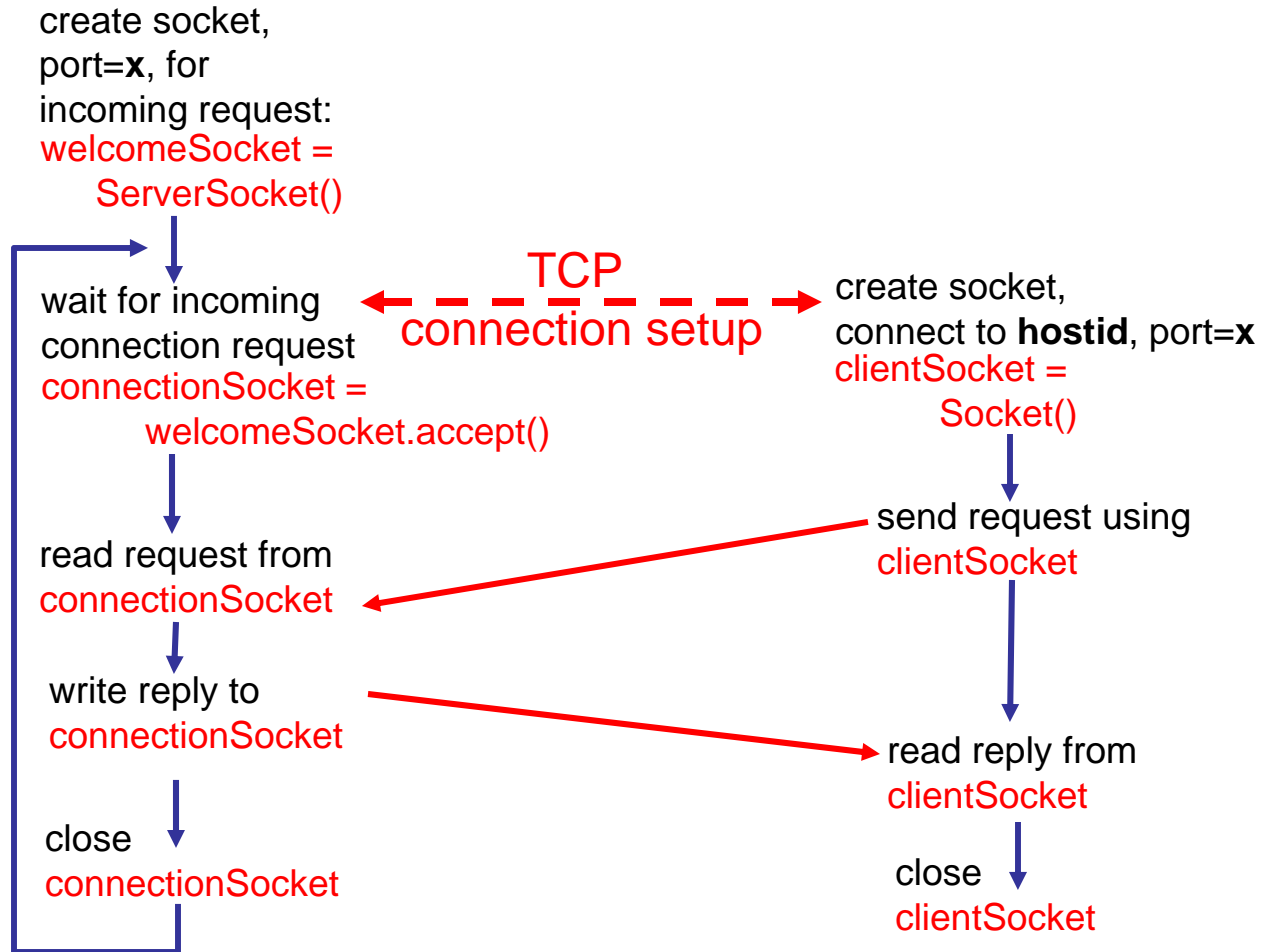 create socket,
port=x, for
incoming request:
welcomeSocket =
ServerSocket()
wait for incoming
connection request
connectionSocket =
welcomeSocket.accept()
read request from
connectionSocket
write reply to
connectionSocket
close
connectionSocket
TCP
connection setup
create socket,
connect to hostid, port=x
clientSocket =
Socket()
send request using
clientSocket
read reply from
clientSocket
close
clientSocket